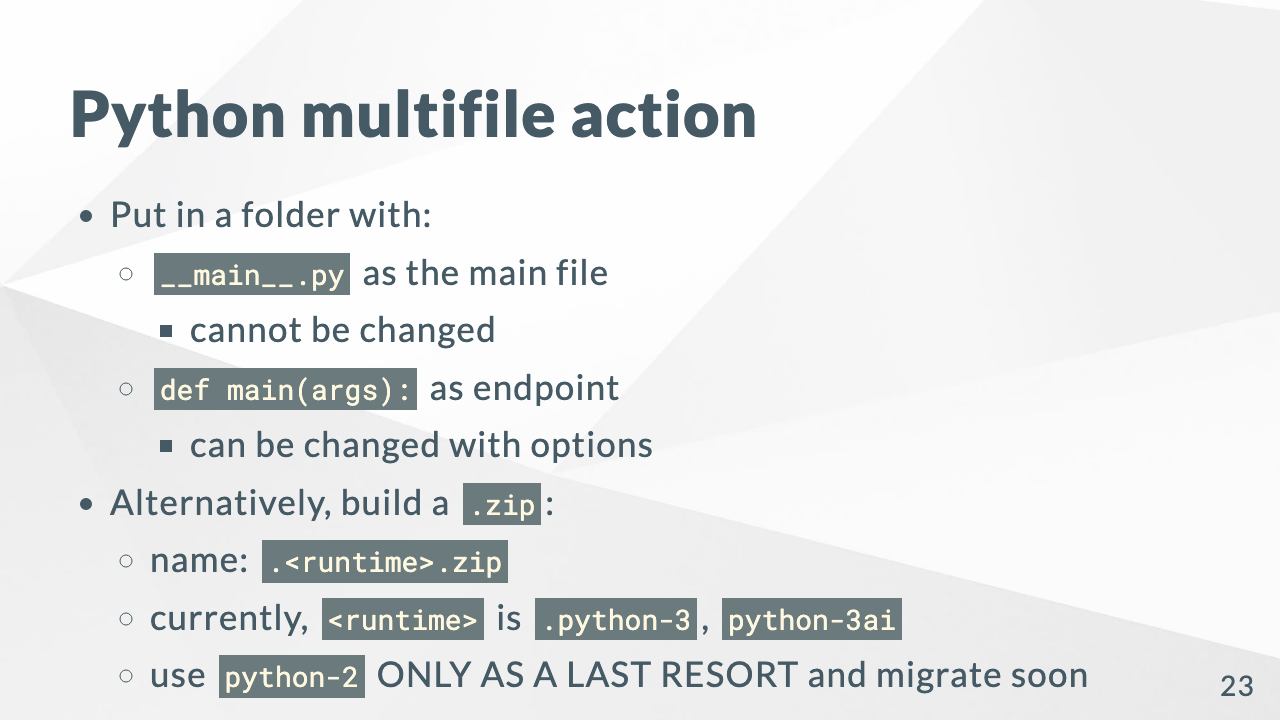 Python multifile action
• Put in a folder with:
○ __main__.py as the main file
▪ cannot be changed
○ def main(args): as endpoint
▪ can be changed with options
• Alternatively, build a .zip:
○ name: .<runtime>.zip
○ currently, <runtime> is .python-3, python-3ai
○ use python-2 ONLY AS A LAST RESORT and migrate soon
23